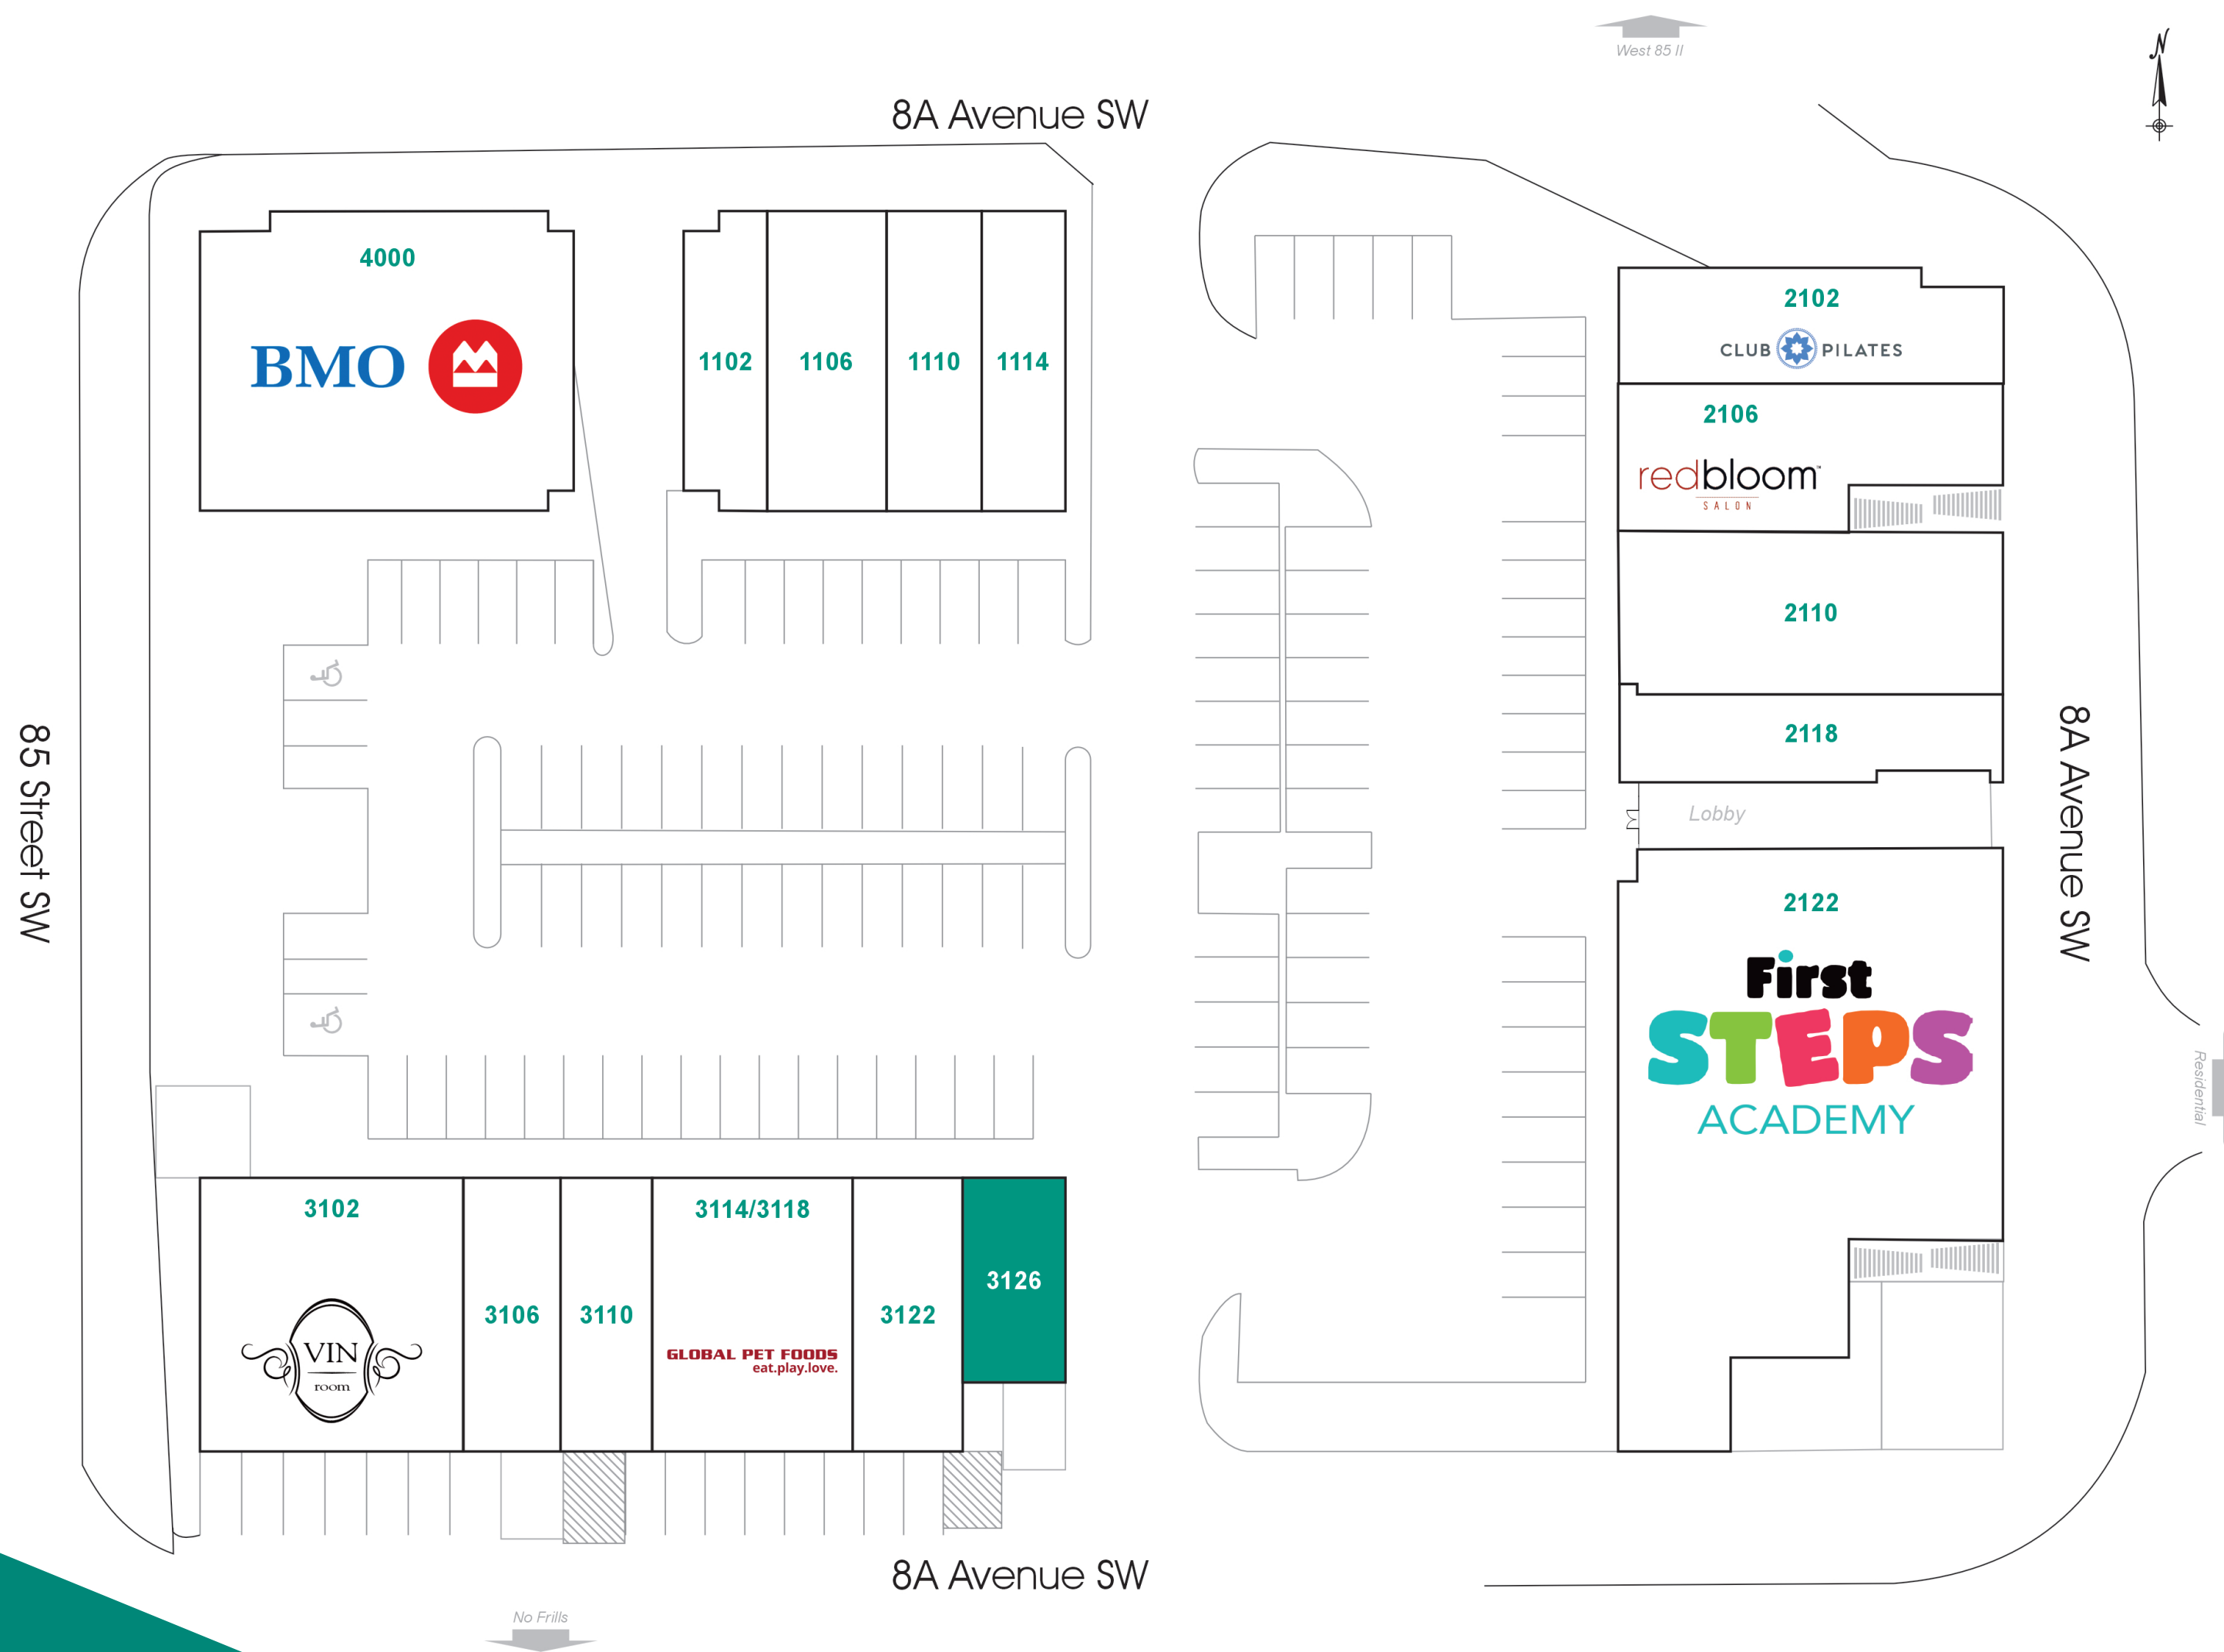 West 85 II
N
8A Avenue SW
4000
BMO
1102
1106
1110
1114
2102
CLUB PILATES
2106
redbloom™
SALON
2110
2118
Lobby
85 Street SW
8A Avenue SW
2122
First
STEPS
ACADEMY
Residential
3102
VIN
room
3106
3110
3114/3118
GLOBAL PET FOODS
eat.play.love.
3122
3126
8A Avenue SW
No Frills